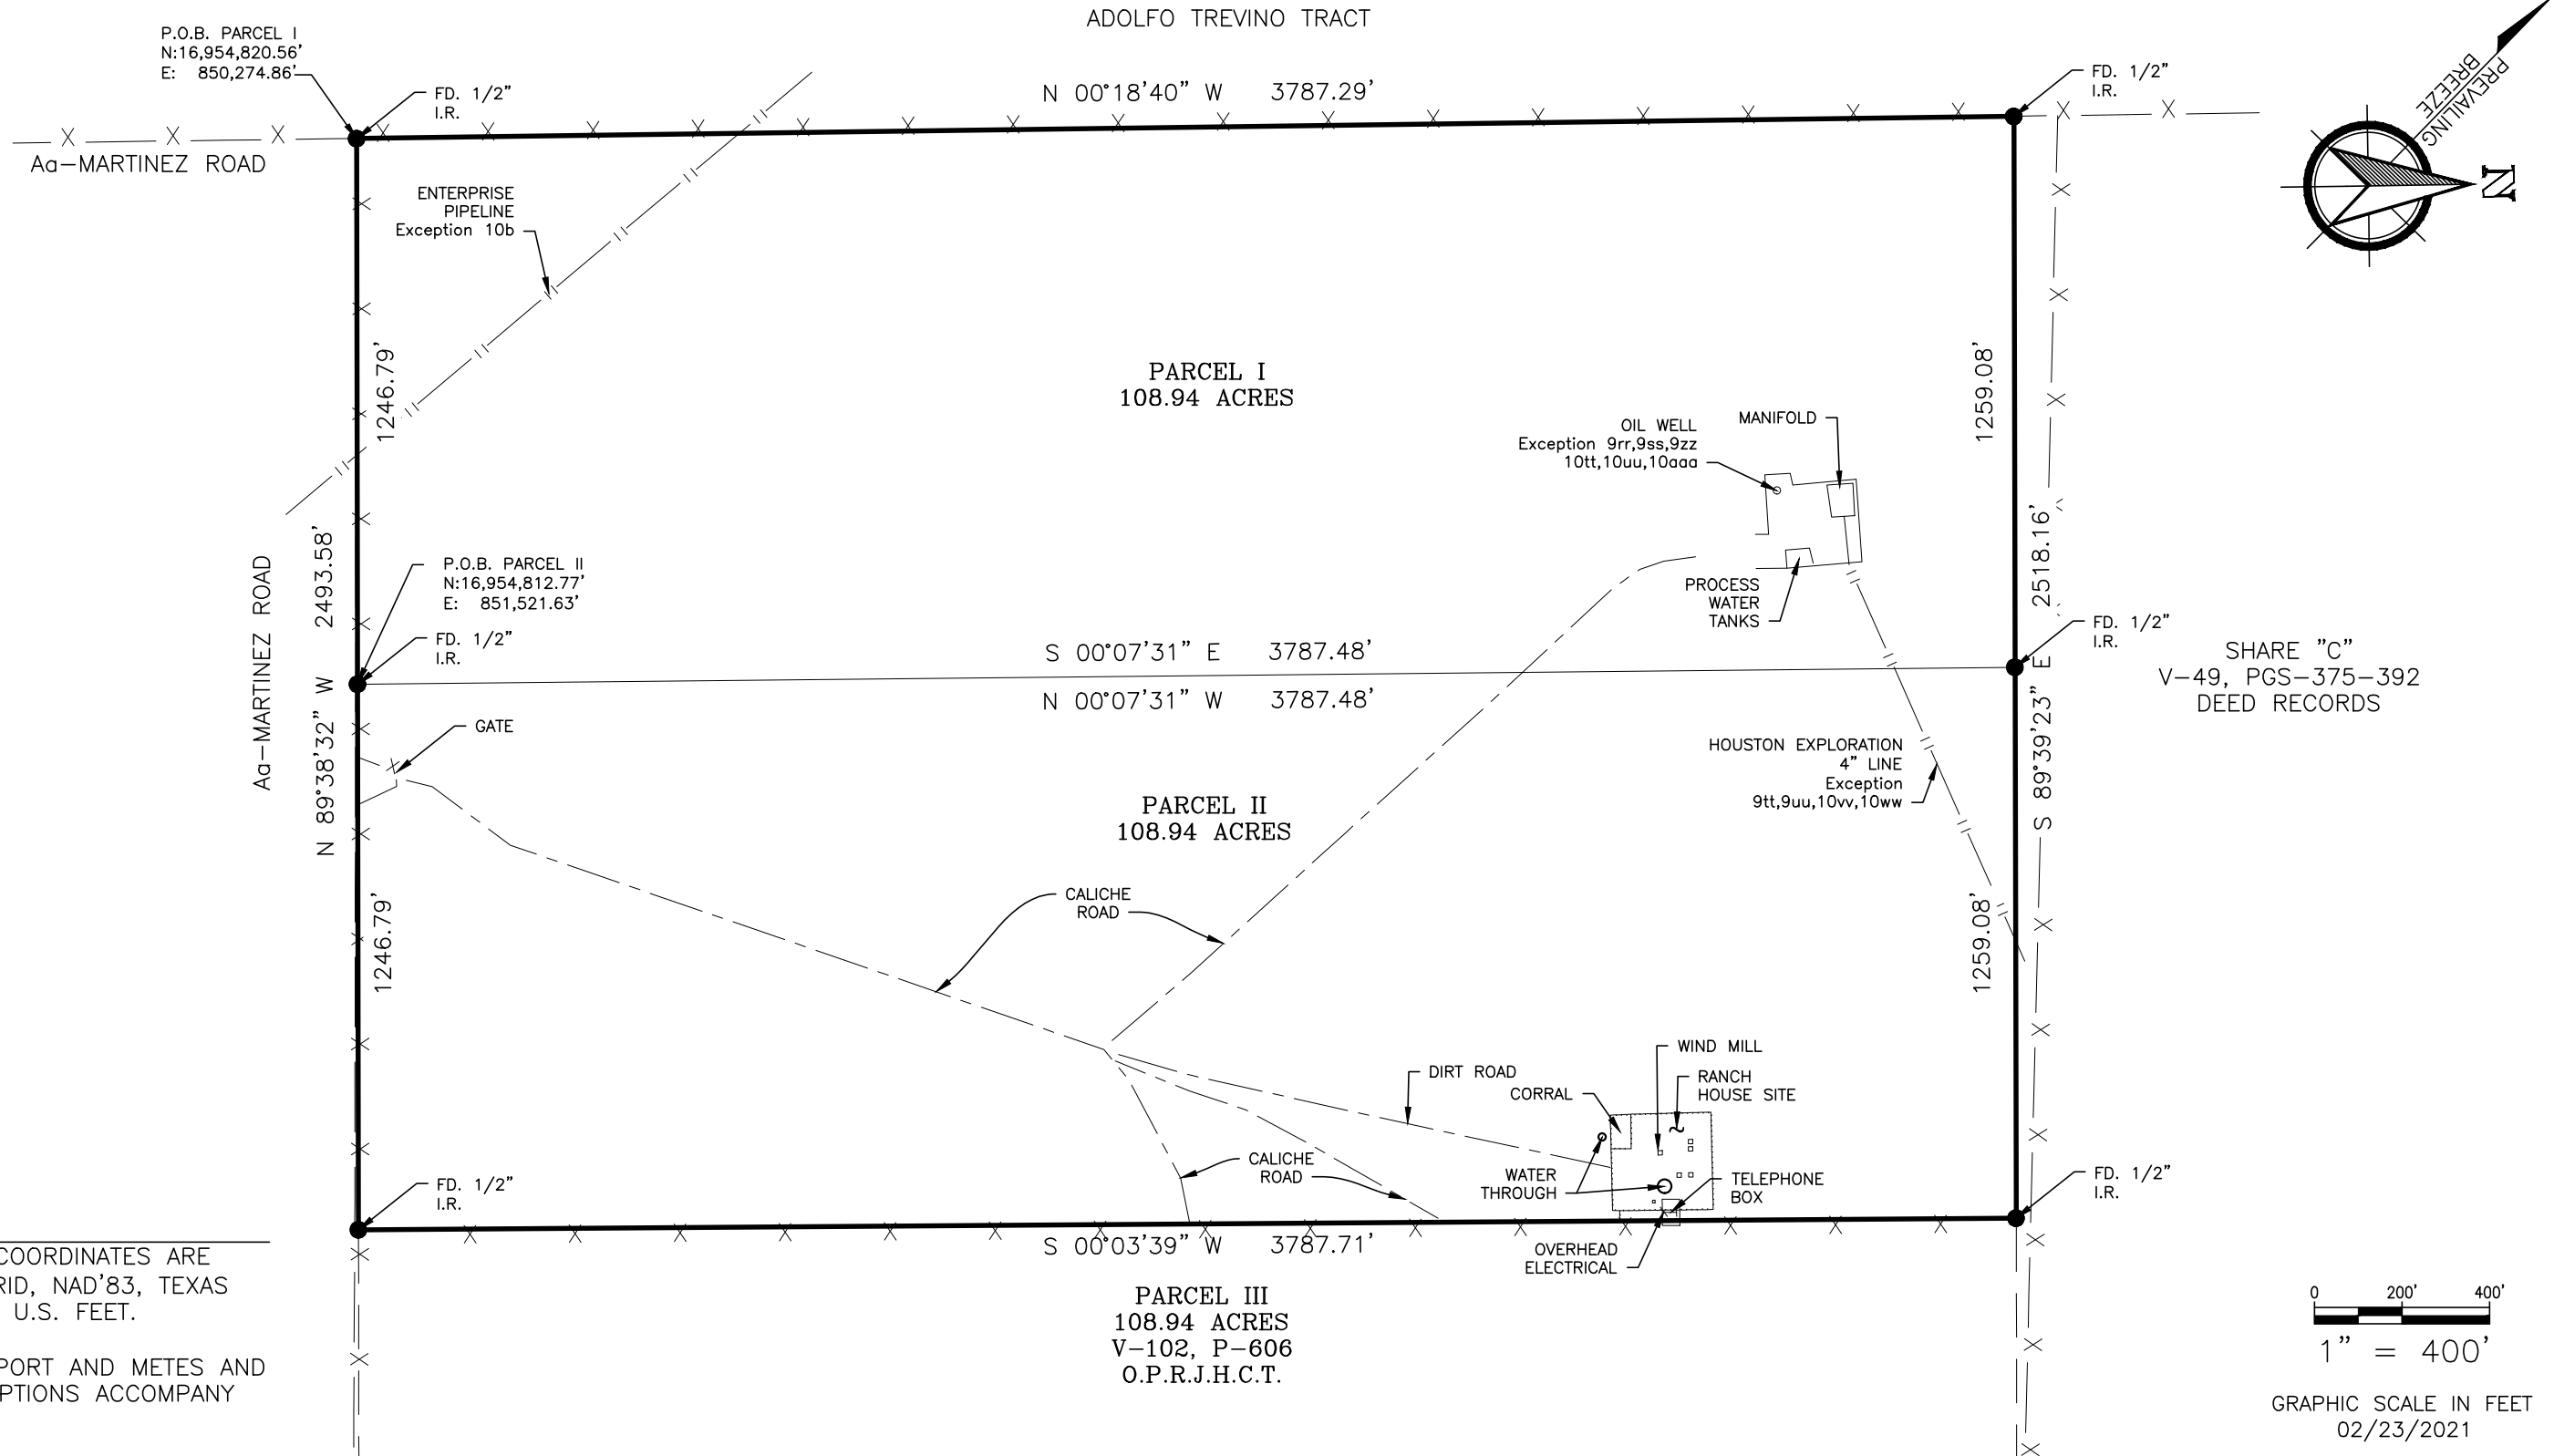 ADOLFO TREVINO TRACT
P.O.B. PARCEL I
N:16,954,820.56'
E: 850,274.86'
FD. 1/2"
I.R.
N 00°18'40" W 3787.29'
FD. 1/2"
I.R.
PREVAILING
BREEZE
N
Aa-MARTINEZ ROAD
ENTERPRISE
PIPELINE
Exception 10b
1246.79'
PARCEL I
108.94 ACRES
1259.08'
OIL WELL
Exception 9rr,9ss,9zz
10tt,10uu,10aaa
MANIFOLD
PROCESS
WATER
TANKS
Aa-MARTINEZ ROAD
N 89°38'32" W 2493.58'
P.O.B. PARCEL II
N:16,954,812.77'
E: 851,521.63'
FD. 1/2"
I.R.
S 00°07'31" E 3787.48'
N 00°07'31" W 3787.48'
FD. 1/2"
I.R.
S 89°39'23" E 2518.16'
SHARE "C"
V-49, PGS-375-392
DEED RECORDS
GATE
HOUSTON EXPLORATION
4" LINE
Exception
9tt,9uu,10vv,10ww
PARCEL II
108.94 ACRES
CALICHE
ROAD
1246.79'
1259.08'
WIND MILL
RANCH
HOUSE SITE
DIRT ROAD
CORRAL
CALICHE
ROAD
WATER
THROUGH
TELEPHONE
BOX
FD. 1/2"
I.R.
FD. 1/2"
I.R.
S 00°03'39" W 3787.71'
OVERHEAD
ELECTRICAL
PARCEL III
108.94 ACRES
V-102, P-606
O.P.R.J.H.C.T.
COORDINATES ARE
RID, NAD'83, TEXAS
U.S. FEET.
PORT AND METES AND
PTIONS ACCOMPANY
0 200' 400'
1" = 400'
GRAPHIC SCALE IN FEET
02/23/2021